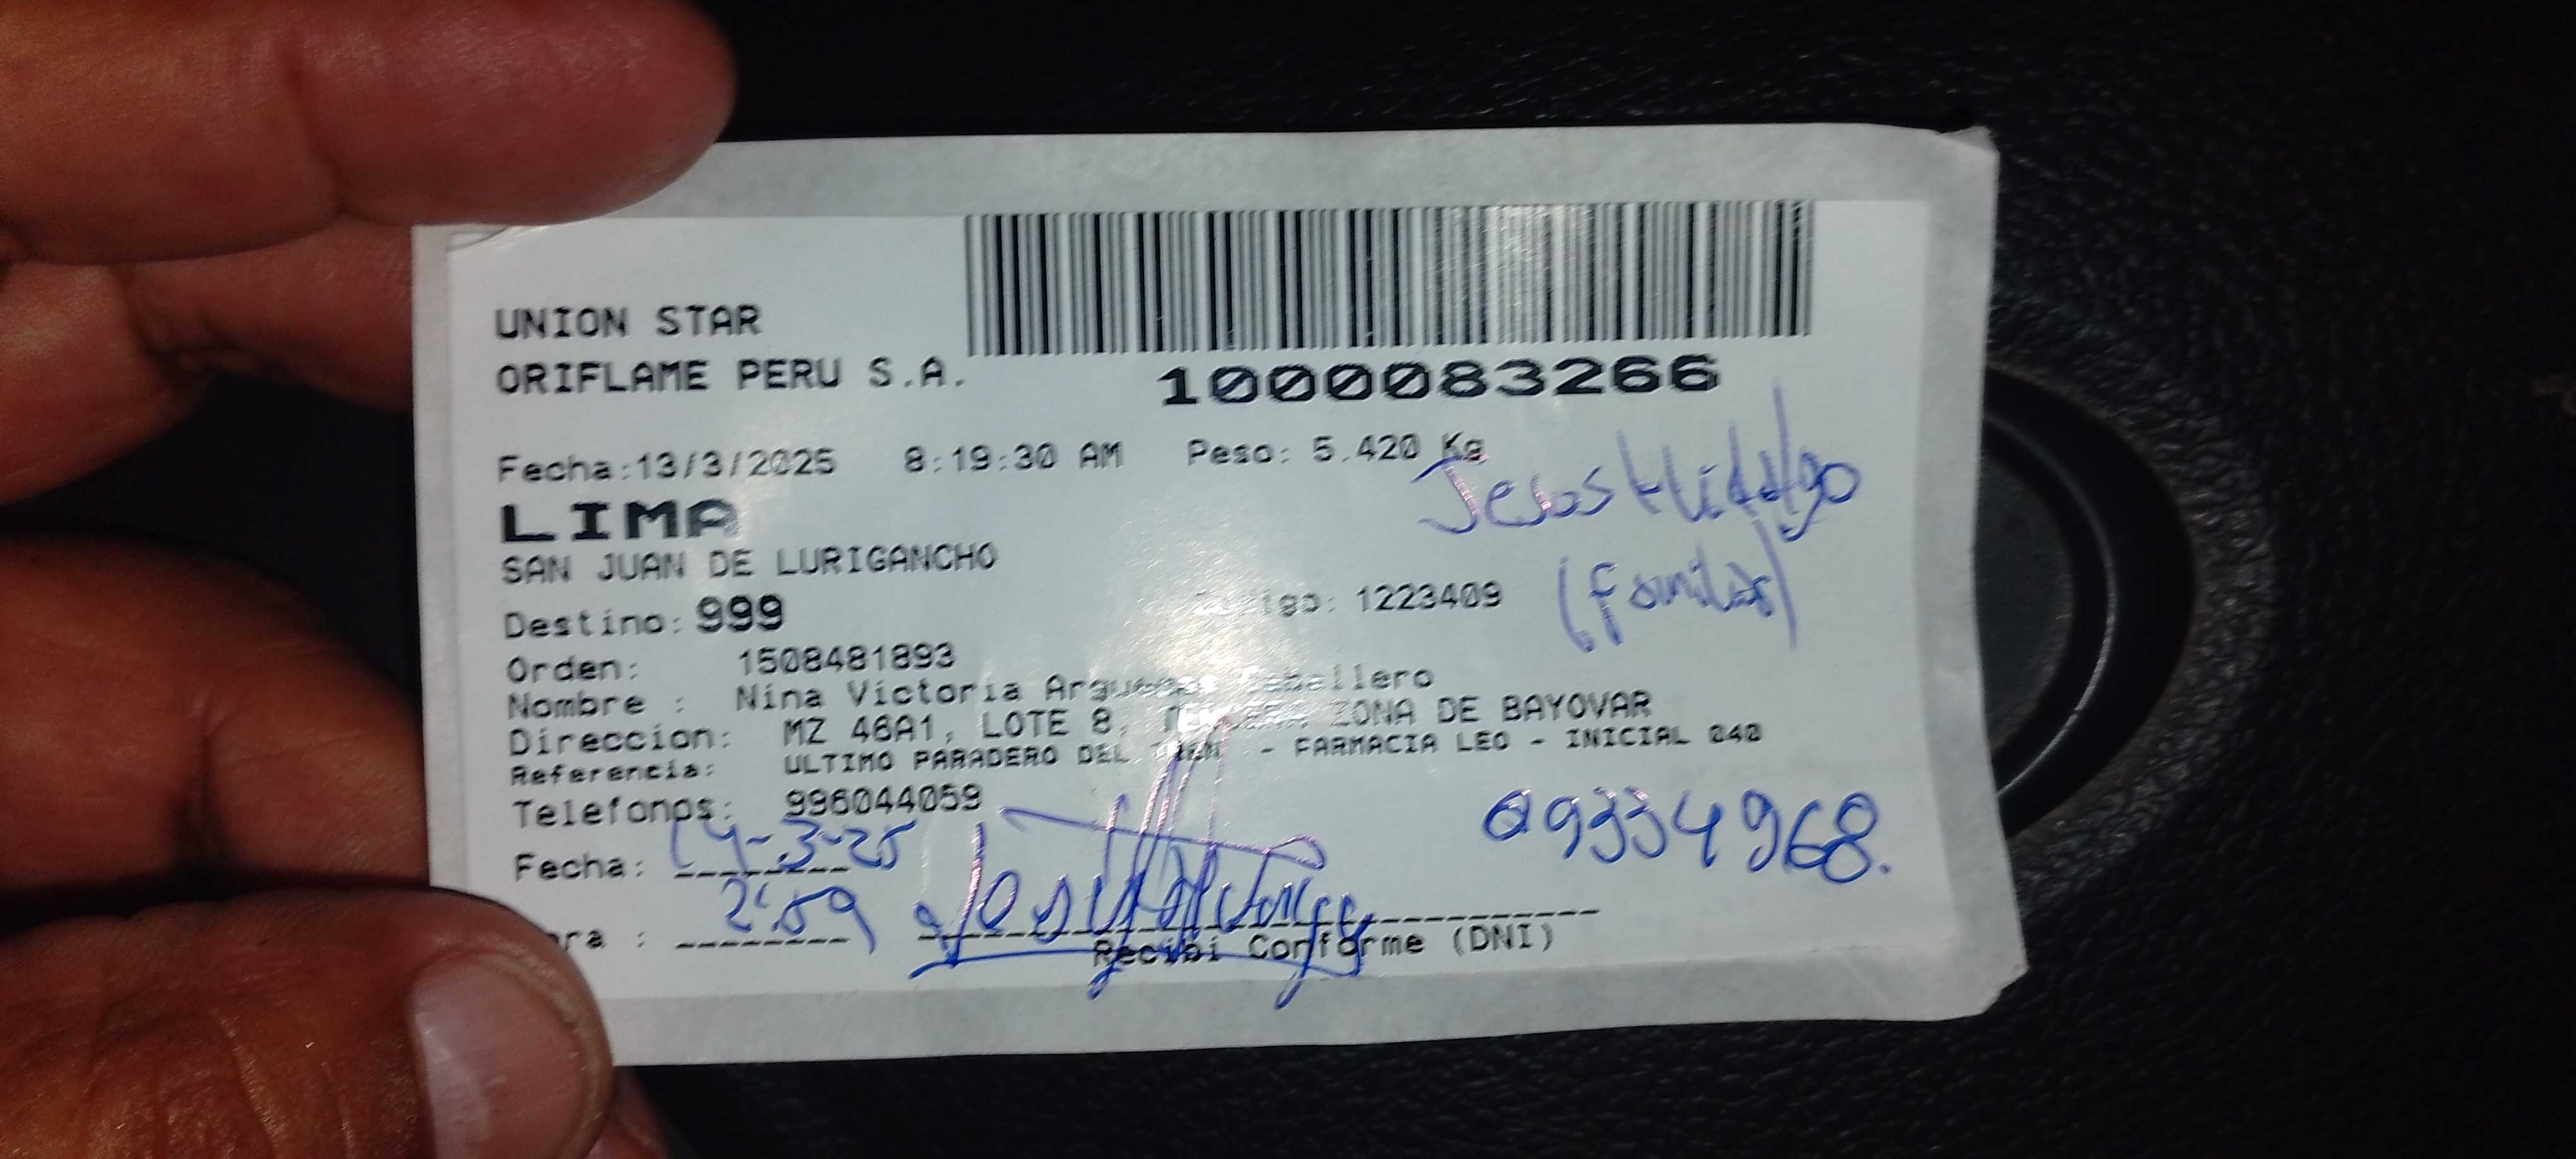 UNION STAR
ORIFLAME PERU S.A.
1000083266
Fecha:13/3/2025 8:19:30 AM Peso: 5.420 Kg
Jesus Hidalgo
LIMA
SAN JUAN DE LURIGANCHO
(familiar)
Destino: 999 1223409
Orden: 1508481893
Nombre : Nina Victoria Caballero
Direccion: MZ 46A1, LOTE 8, ZONA DE BAYOVAR
Referencia: ULTIMO PARADERO DEL TREN - FARMACIA LEO - INICIAL 040
Telefonos: 996044059
09334968.
Fecha: 14-3-25
2:59
Recibi Conforme (DNI)